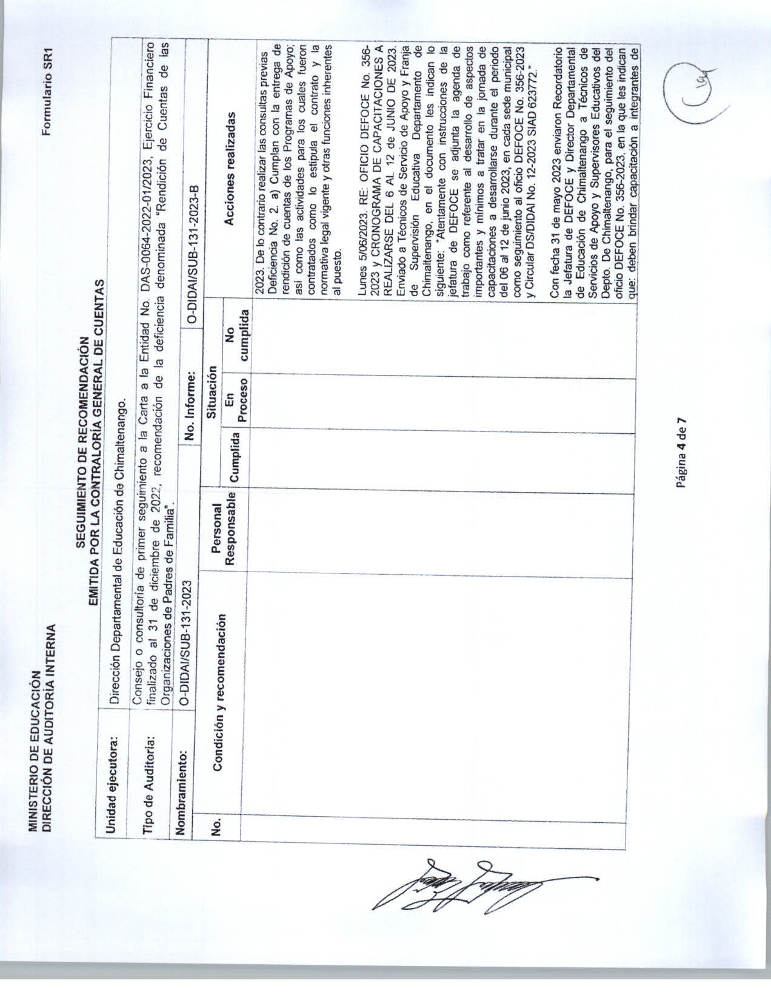 MINISTERIO DE EDUCACIÓN
DIRECCIÓN DE AUDITORÍA INTERNA
Formulario SR1
SEGUIMIENTO DE RECOMENDACIÓN
EMITIDA POR LA CONTRALORÍA GENERAL DE CUENTAS
Unidad ejecutora:
Dirección Departamental de Educación de Chimaltenango.
Tipo de Auditoria:
Consejo o consultoría de primer seguimiento a la Carta a la Entidad No. DAS-0064-2022-01/2023, Ejercicio Financiero
finalizado al 31 de diciembre de 2022, recomendación de la deficiencia denominada "Rendición de Cuentas de las
Organizaciones de Padres de Familia".
Nombramiento:
O-DIDAI/SUB-131-2023
No. Informe:
O-DIDAI/SUB-131-2023-B
No.
Condición y recomendación
Personal
Responsable
Situación
Cumplida
En
Proceso
No
cumplida
Acciones realizadas
2023. De lo contrario realizar las consultas previas
Deficiencia No. 2. a) Cumplan con la entrega de
rendición de cuentas de los Programas de Apoyo;
así como las actividades para los cuales fueron
contratados como lo estipula el contrato y la
normativa legal vigente y otras funciones inherentes
al puesto.
Lunes 5/06/2023. RE: OFICIO DEFOCE No. 356-
2023 y CRONOGRAMA DE CAPACITACIONES A
REALIZARSE DEL 6 AL 12 de JUNIO DE 2023.
Enviado a Técnicos de Servicio de Apoyo y Franja
de Supervisión Educativa Departamento de
Chimaltenango, en el documento les indican lo
siguiente: "Atentamente con instrucciones de la
jefatura de DEFOCE se adjunta la agenda de
trabajo como referente al desarrollo de aspectos
importantes y mínimos a tratar en la jornada de
capacitaciones a desarrollarse durante el periodo
del 06 al 12 de junio 2023, en cada sede municipal
como seguimiento al oficio DEFOCE No. 356-2023
y Circular DS/DIDAI No. 12-2023 SIAD 623772."
Con fecha 31 de mayo 2023 enviaron Recordatorio
la Jefatura de DEFOCE y Director Departamental
de Educación de Chimaltenango a Técnicos de
Servicios de Apoyo y Supervisores Educativos del
Depto. De Chimaltenango, para el seguimiento del
oficio DEFOCE No. 356-2023, en la que les indican
que: deben brindar capacitación a integrantes de
Página 4 de 7